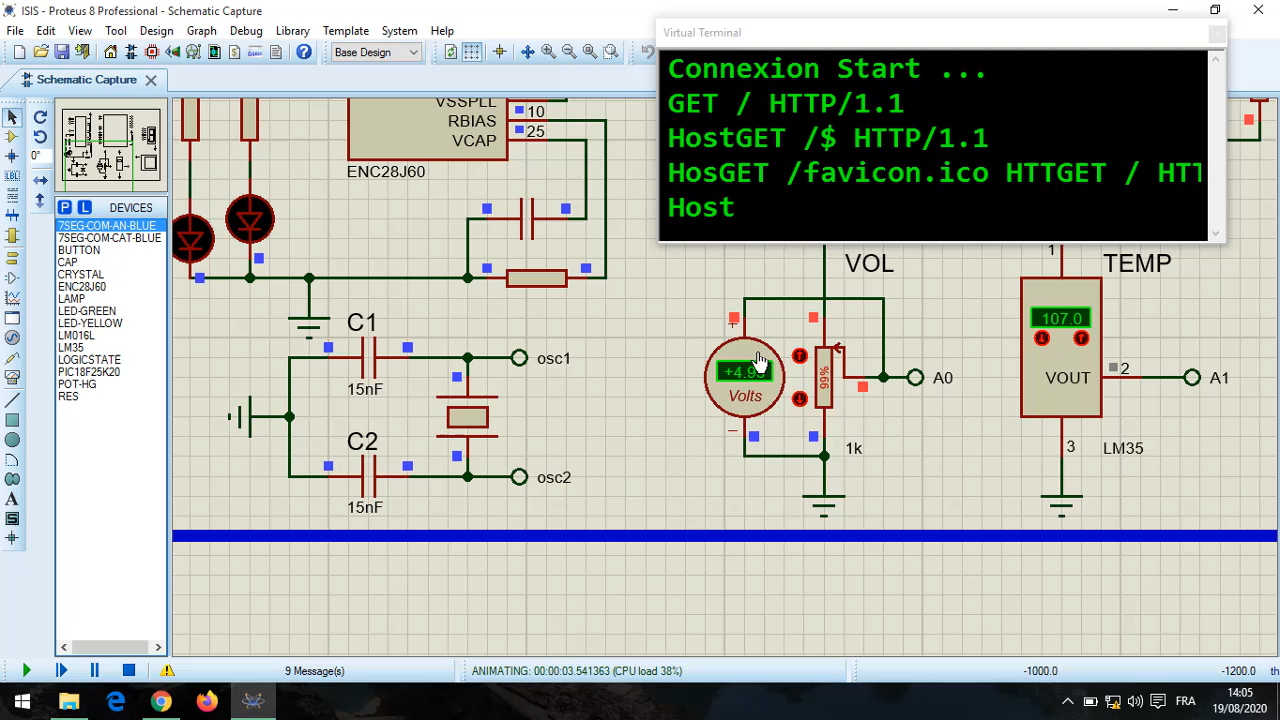 ISIS - Proteus 8 Professional - Schematic Capture
File Edit View Tool Design Graph Debug Library Template System Help
Base Design
Schematic Capture
Virtual Terminal
Connexion Start ...
GET / HTTP/1.1
HostGET /$ HTTP/1.1
HosGET /favicon.ico HTTGET / HTT
Host
0°
P L DEVICES
7SEG-COM-AN-BLUE
7SEG-COM-CAT-BLUE
BUTTON
CAP
CRYSTAL
ENC28J60
LAMP
LED-GREEN
LED-YELLOW
LM016L
LM35
LOGICSTATE
PIC18F25K20
POT-HG
RES
VSSPLL
10
RBIAS
25
VCAP
ENC28J60
C1
15nF
osc1
C2
15nF
osc2
VOL
Volts
99%
A0
1k
1
TEMP
107.0
VOUT
2
A1
3
LM35
9 Message(s)
ANIMATING: 00:00:03.541363 (CPU load 38%)
-1000.0
-1200.0
th
FRA
14:05
19/08/2020